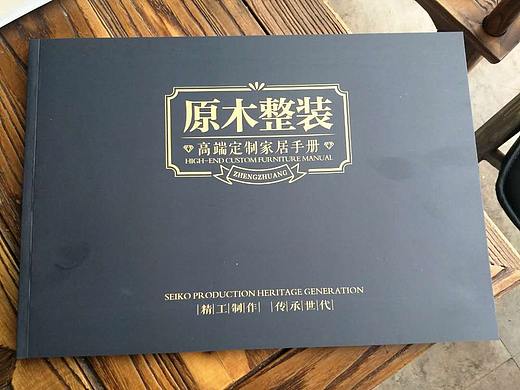 原木整装
高端定制家居手册
HIGH-END CUSTOM FURNITURE MANUAL
ZHENGZHUANG
SEIKO PRODUCTION HERITAGE GENERATION
|精|工|制|作| |传|承|世|代|